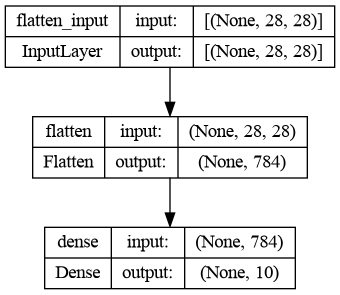 flatten_input input: [(None, 28, 28)]
InputLayer output: [(None, 28, 28)]
flatten input: (None, 28, 28)
Flatten output: (None, 784)
dense input: (None, 784)
Dense output: (None, 10)